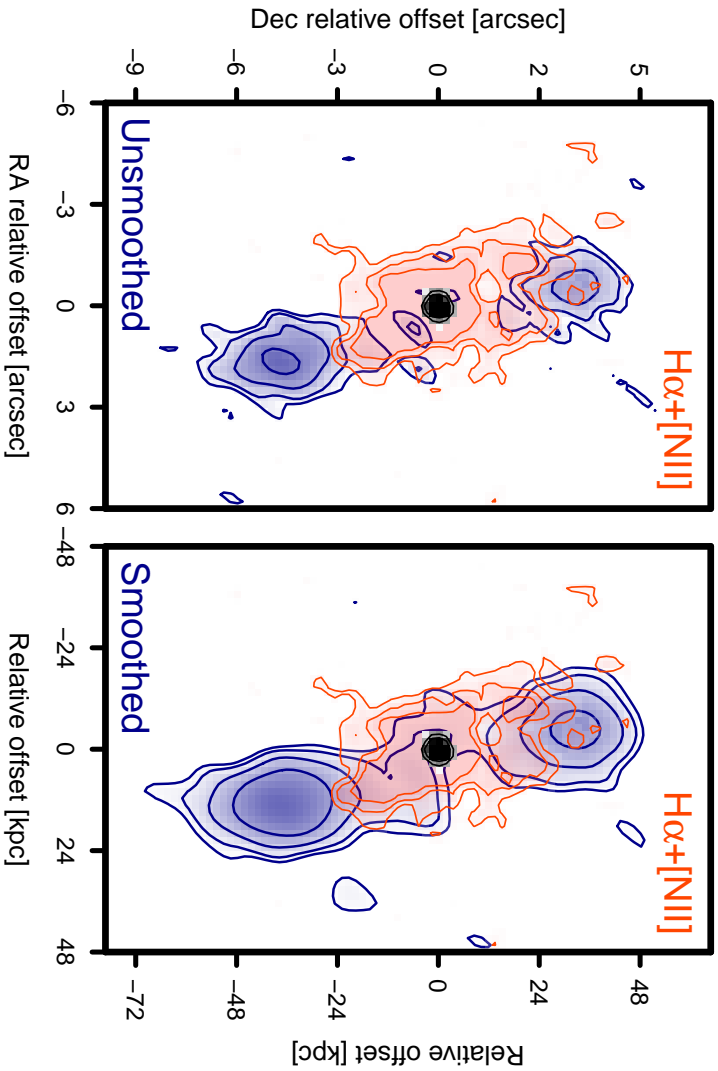 Dec relative offset [arcsec]
−9
−6
−3
0
2
5
−6
−3
0
3
6
RA relative offset [arcsec]
Unsmoothed
Hα+[NII]
−48
−24
0
24
48
Relative offset [kpc]
Smoothed
Hα+[NII]
−72
−48
−24
0
24
48
Relative offset [kpc]